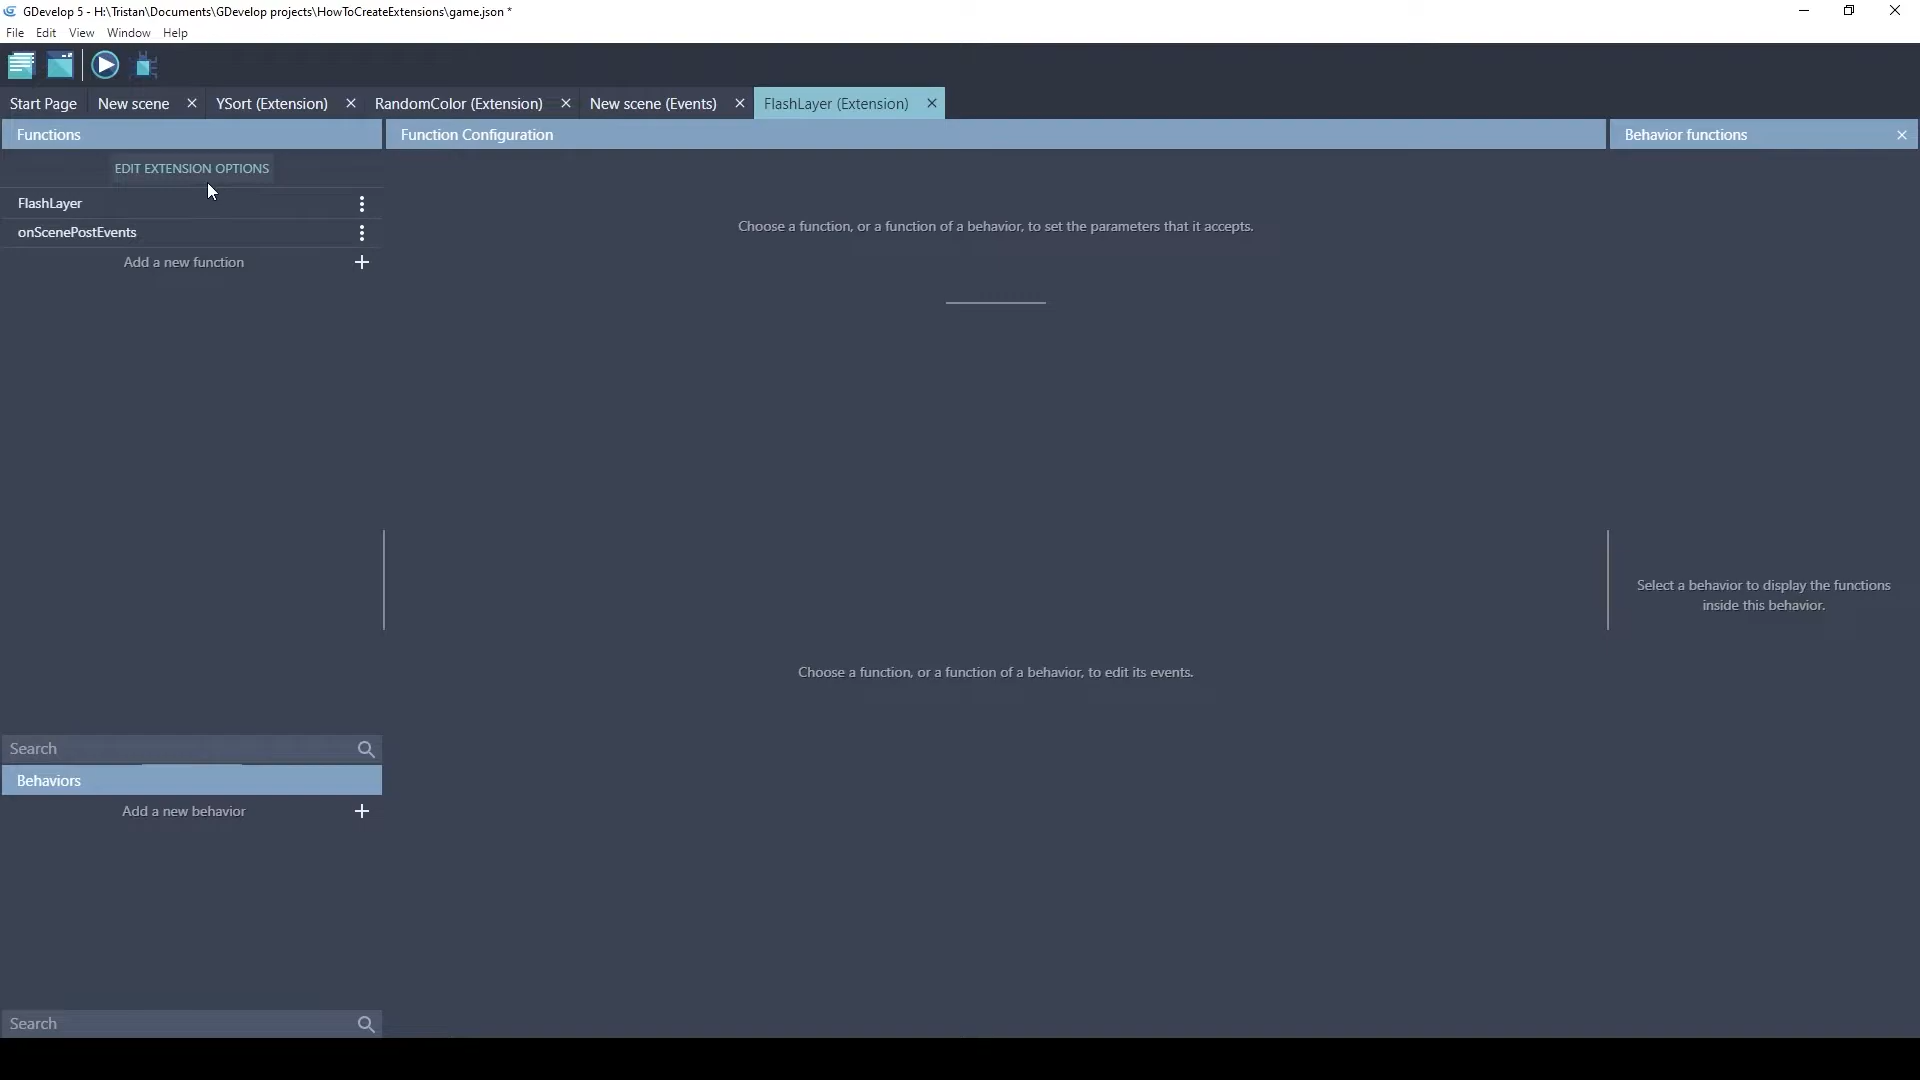 GDevelop 5 - H:\Tristan\Documents\GDevelop projects\HowToCreateExtensions\game.json *
File Edit View Window Help
Start Page New scene YSort (Extension) RandomColor (Extension) New scene (Events) FlashLayer (Extension)
Functions
Function Configuration
Behavior functions
EDIT EXTENSION OPTIONS
FlashLayer
onScenePostEvents
Add a new function
Choose a function, or a function of a behavior, to set the parameters that it accepts.
Select a behavior to display the functions
inside this behavior.
Choose a function, or a function of a behavior, to edit its events.
Search
Behaviors
Add a new behavior
Search